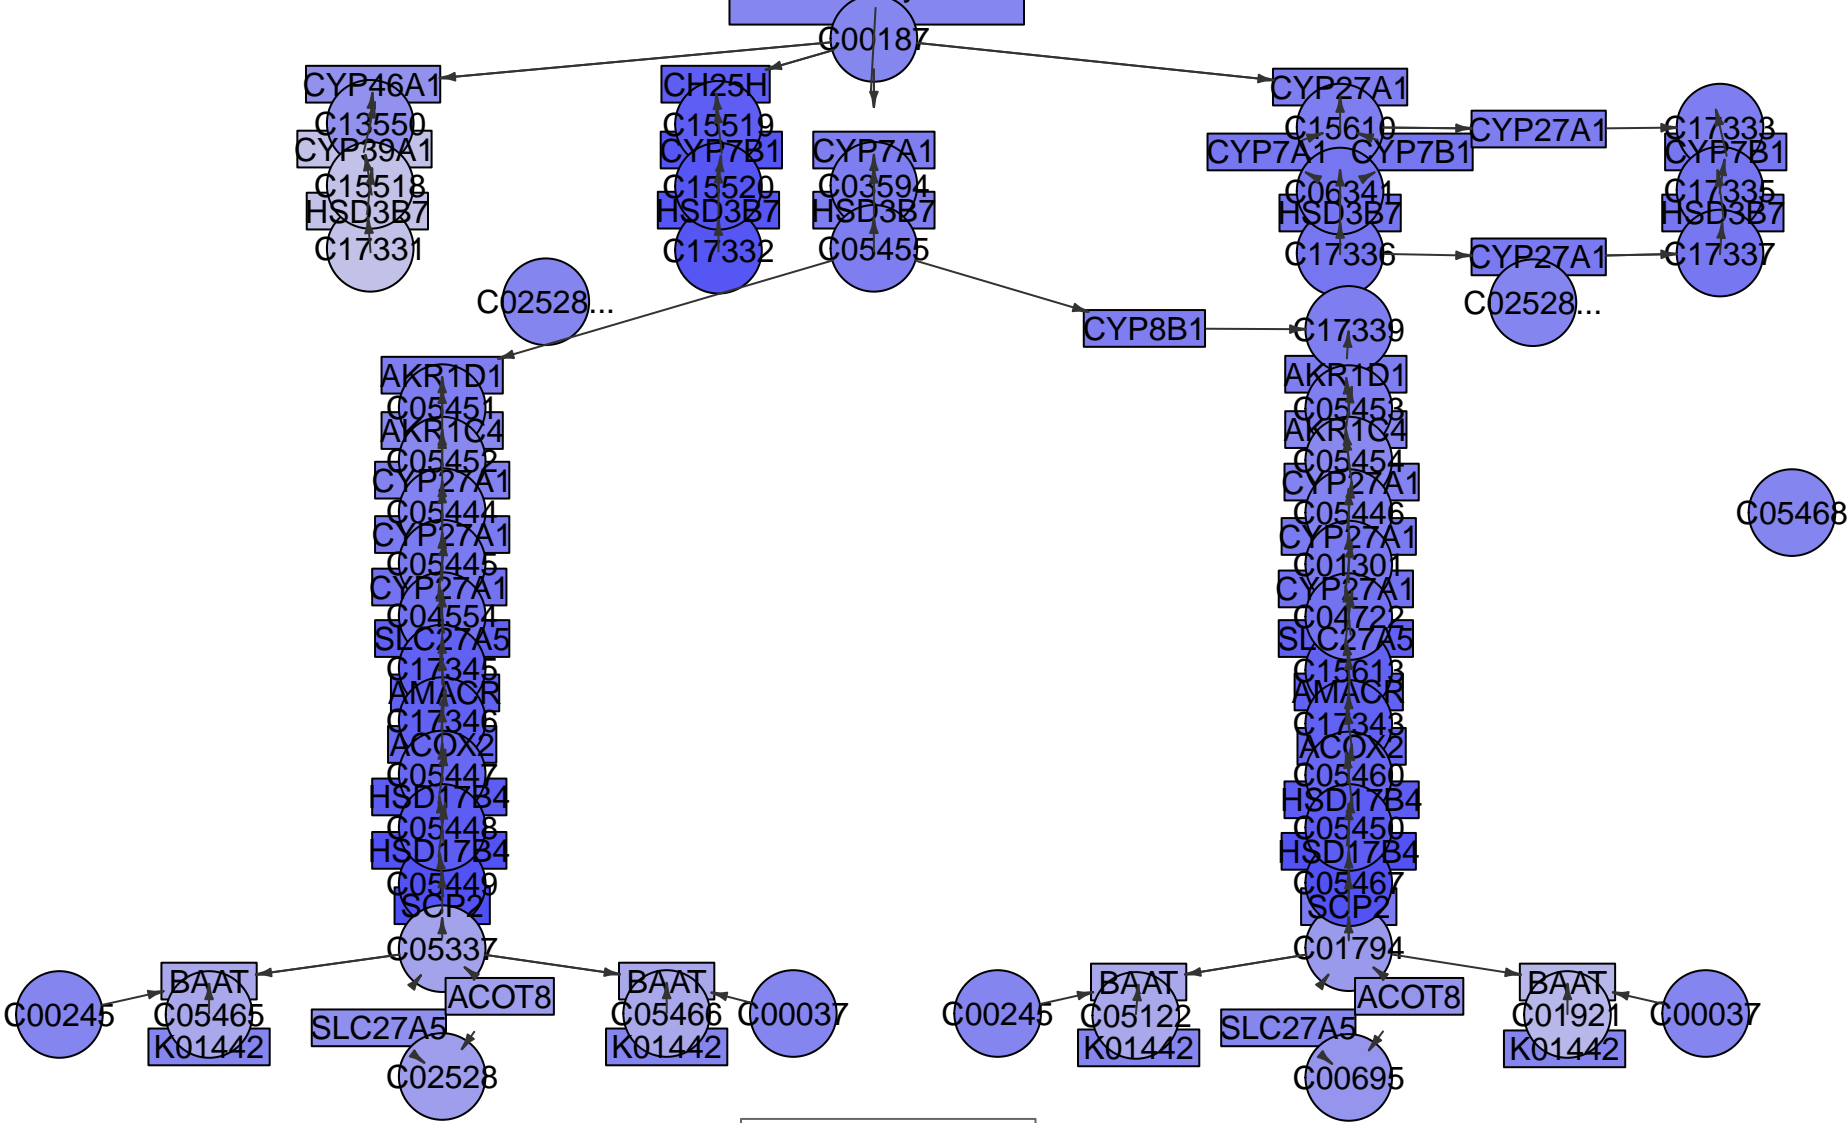 C00187
CYP46A1
CH25H
CYP27A1
C13550
C15519
C15610
CYP27A1
C17333
CYP39A1
CYP7B1
CYP7A1
CYP7A1
CYP7B1
CYP7B1
C15518
C15520
C03594
C06341
C17335
HSD3B7
HSD3B7
HSD3B7
HSD3B7
HSD3B7
C17331
C17332
C05455
C17336
CYP27A1
C17337
C02528...
C02528...
CYP8B1
C17339
AKR1D1
AKR1D1
C05451
C05453
AKR1C4
AKR1C4
C05452
C05454
CYP27A1
CYP27A1
C05444
C05446
C05468
CYP27A1
CYP27A1
C05445
C01301
CYP27A1
CYP27A1
C04554
C04722
SLC27A5
SLC27A5
C17345
C15613
AMACR
AMACR
C17346
C17343
ACOX2
ACOX2
C05447
C05460
HSD17B4
HSD17B4
C05448
C05450
HSD17B4
HSD17B4
C05449
C05467
SCP2
SCP2
C05337
C01794
BAAT
BAAT
BAAT
BAAT
ACOT8
ACOT8
C00245
C05465
C05466
C00037
C00245
C05122
C01921
C00037
SLC27A5
SLC27A5
K01442
K01442
K01442
K01442
C02528
C00695